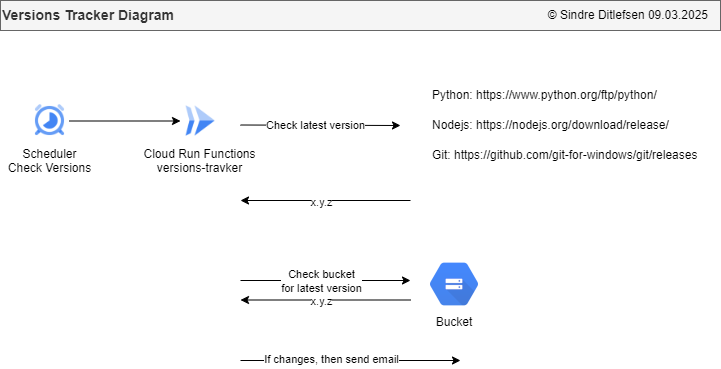 Versions Tracker Diagram
© Sindre Ditlefsen 09.03.2025
Python: https://www.python.org/ftp/python/
Check latest version
Nodejs: https://nodejs.org/download/release/
Scheduler
Check Versions
Cloud Run Functions
versions-travker
Git: https://github.com/git-for-windows/git/releases
x.y.z
Check bucket
for latest version
x.y.z
Bucket
If changes, then send email